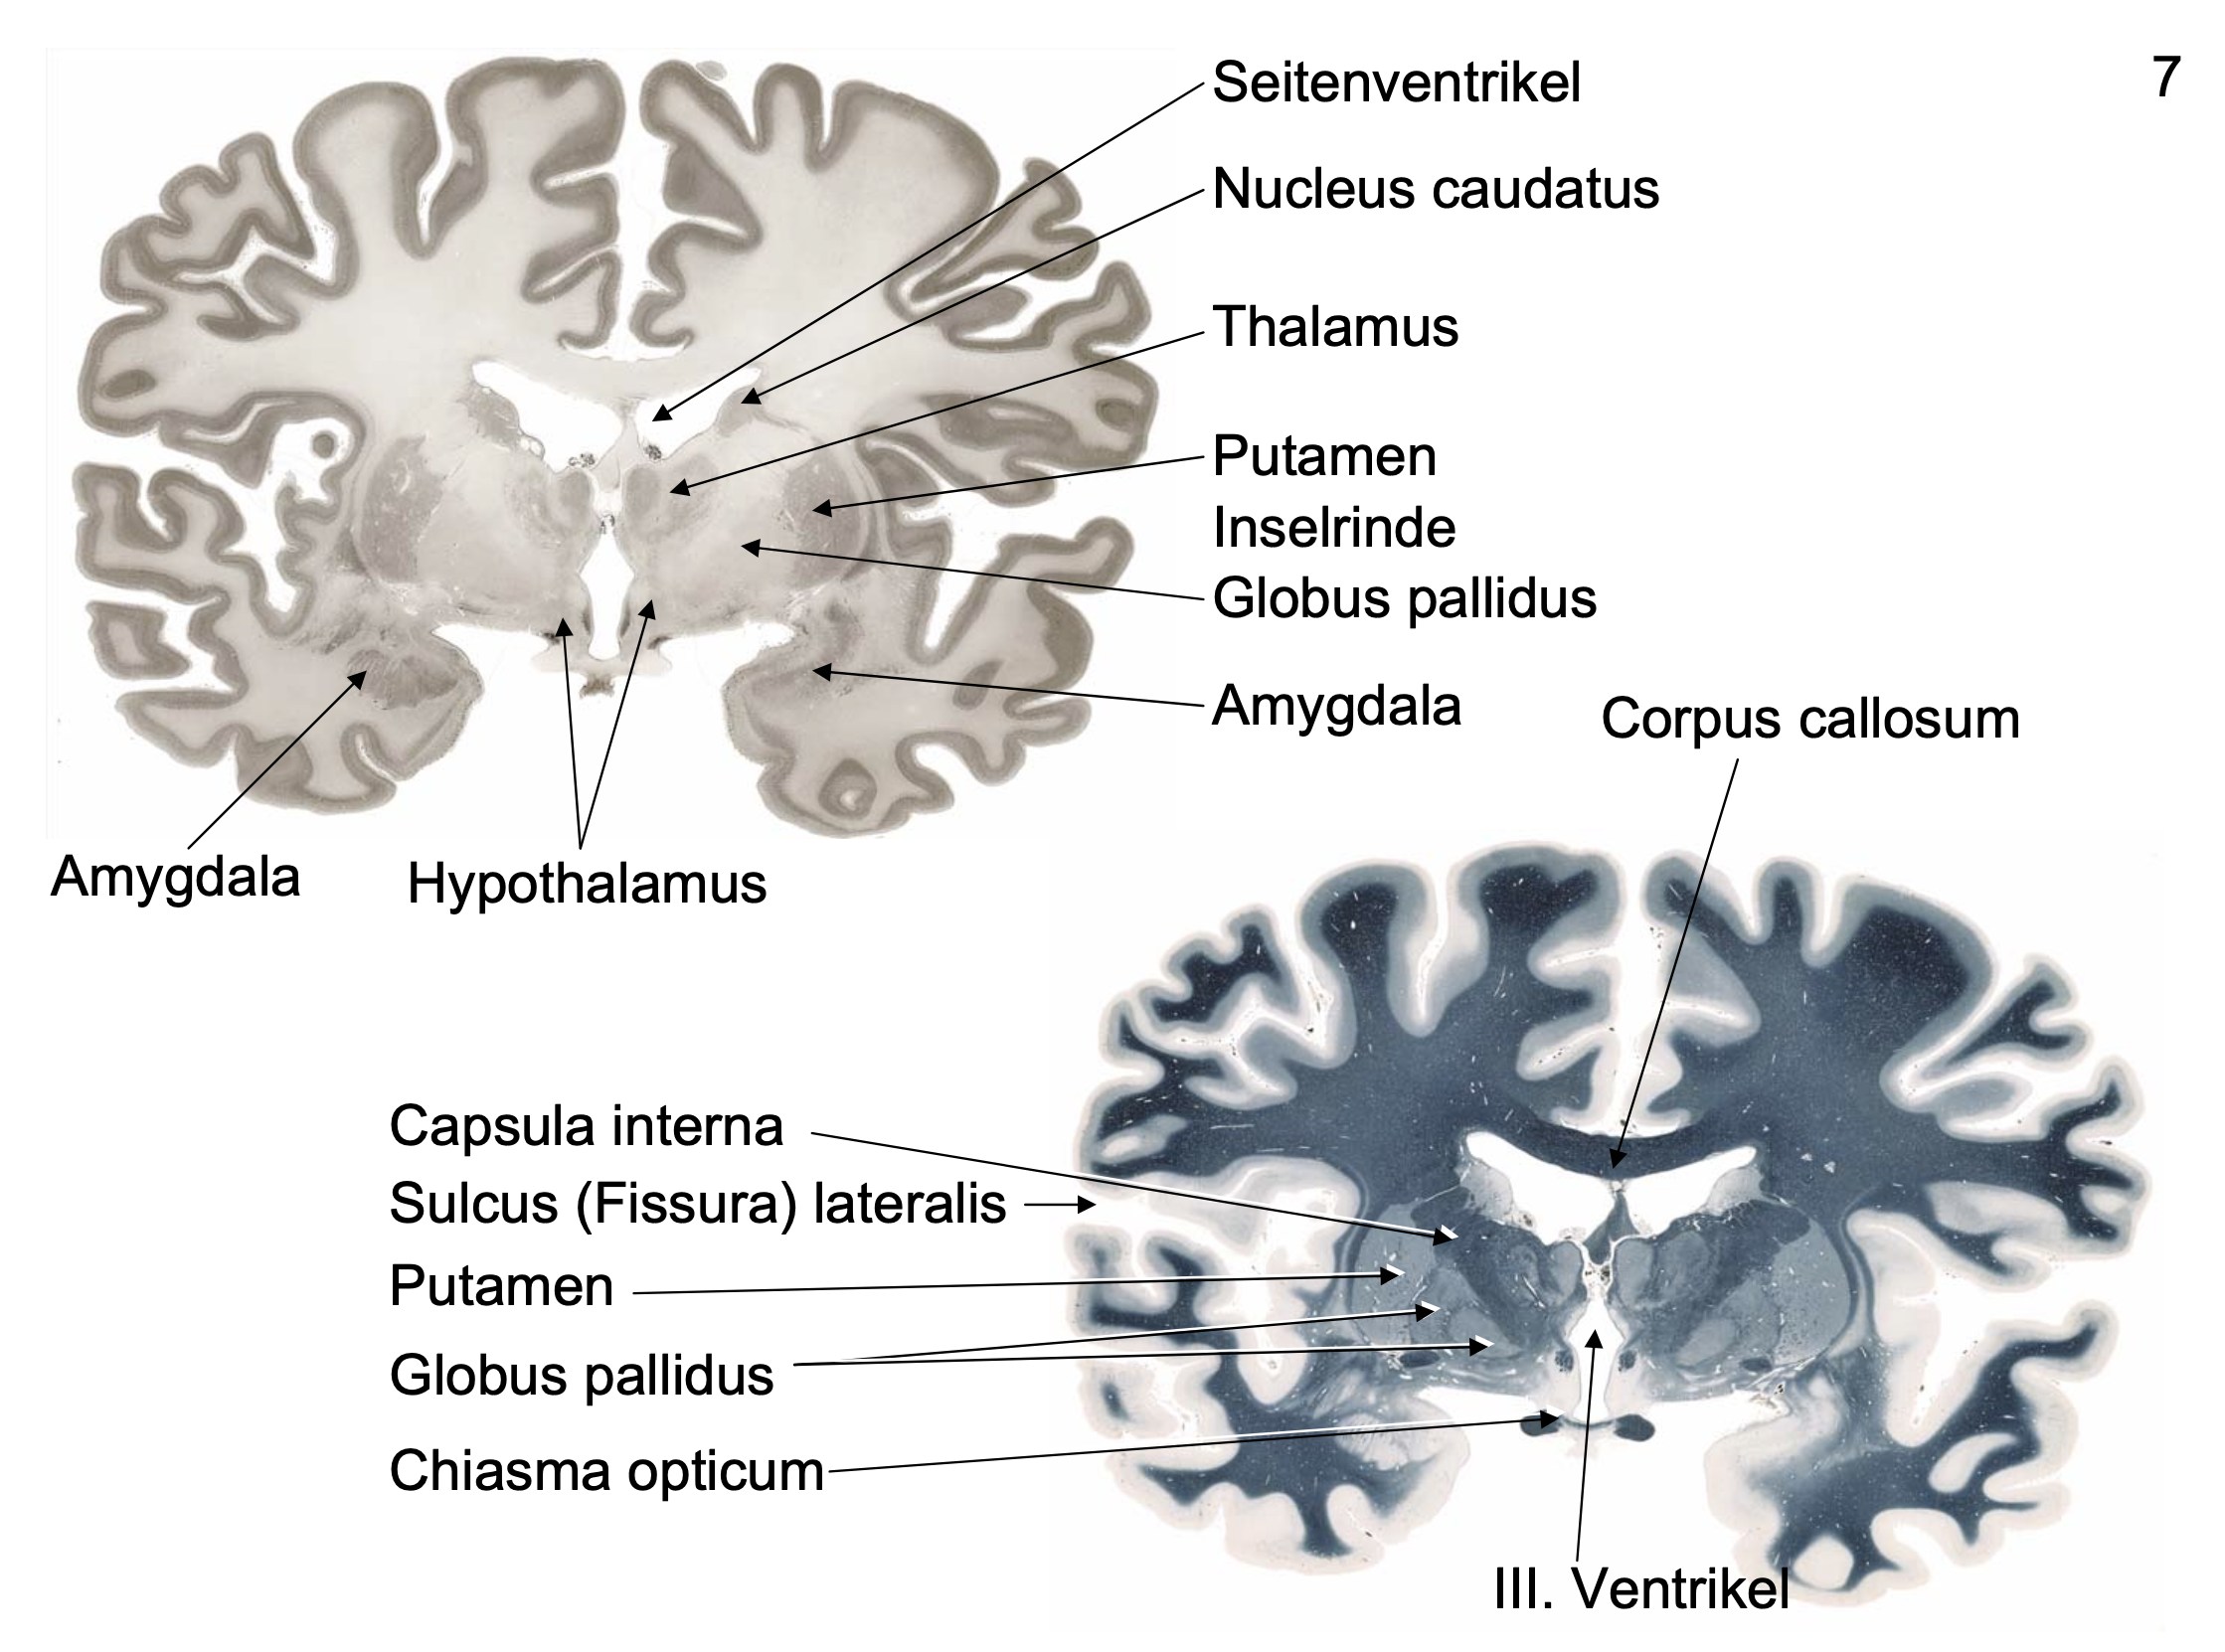 7
Seitenventrikel
Nucleus caudatus
Thalamus
Putamen
Inselrinde
Globus pallidus
Amygdala
Corpus callosum
Amygdala
Hypothalamus
Capsula interna
Sulcus (Fissura) lateralis
Putamen
Globus pallidus
Chiasma opticum
III. Ventrikel